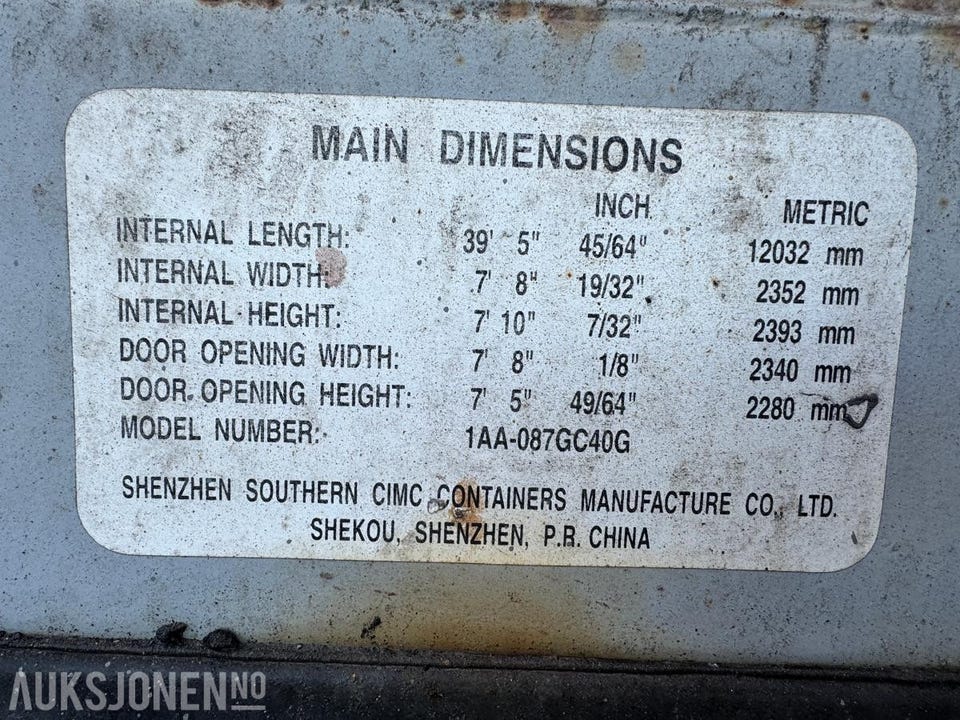 MAIN DIMENSIONS
INCH METRIC
INTERNAL LENGTH: 39' 5" 45/64" 12032 mm
INTERNAL WIDTH: 7' 8" 19/32" 2352 mm
INTERNAL HEIGHT: 7' 10" 7/32" 2393 mm
DOOR OPENING WIDTH: 7' 8" 1/8" 2340 mm
DOOR OPENING HEIGHT: 7' 5" 49/64" 2280 mm
MODEL NUMBER: 1AA-087GC40G
SHENZHEN SOUTHERN CIMC CONTAINERS MANUFACTURE CO., LTD.
SHEKOU, SHENZHEN, P.R. CHINA
AUKSJONEN NO